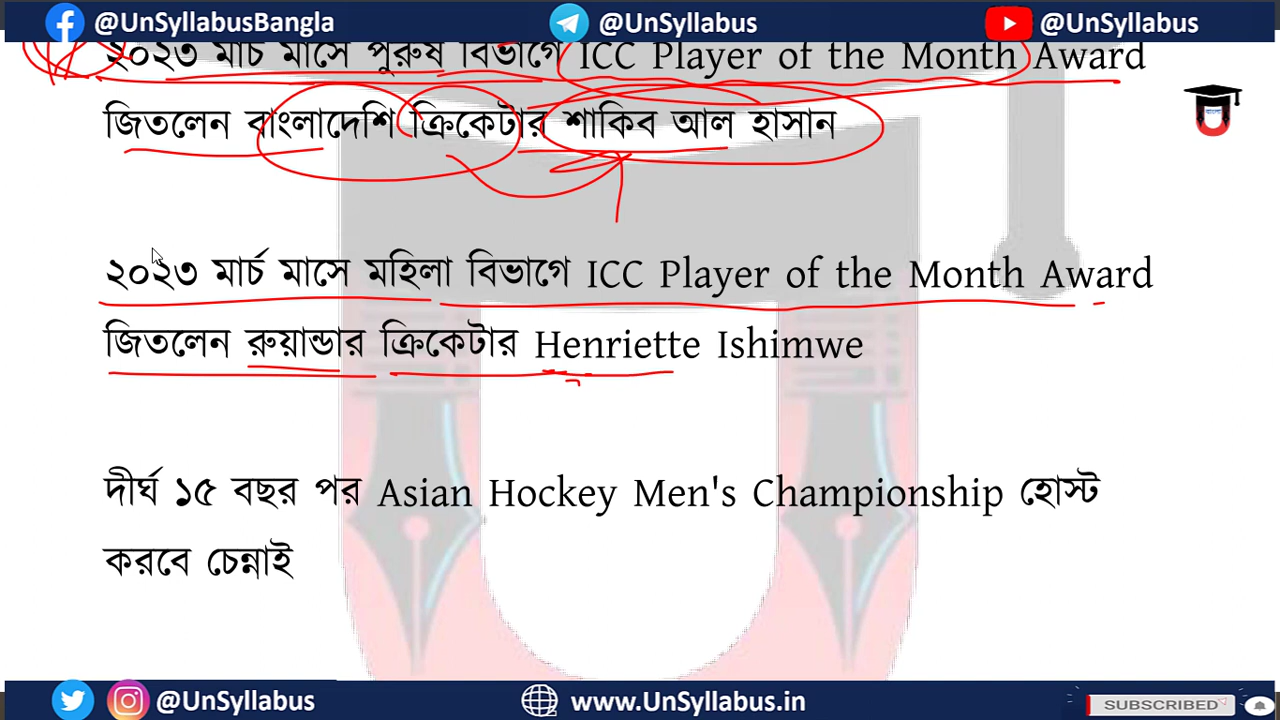 @UnSyllabusBangla @UnSyllabus @UnSyllabus
২০২৩ মার্চ মাসে পুরুষ বিভাগে ICC Player of the Month Award
জিতলেন বাংলাদেশি ক্রিকেটার শাকিব আল হাসান
২০২৩ মার্চ মাসে মহিলা বিভাগে ICC Player of the Month Award
জিতলেন রুয়ান্ডার ক্রিকেটার Henriette Ishimwe
দীর্ঘ ১৫ বছর পর Asian Hockey Men's Championship হোস্ট
করবে চেন্নাই
@UnSyllabus www.UnSyllabus.in SUBSCRIBED